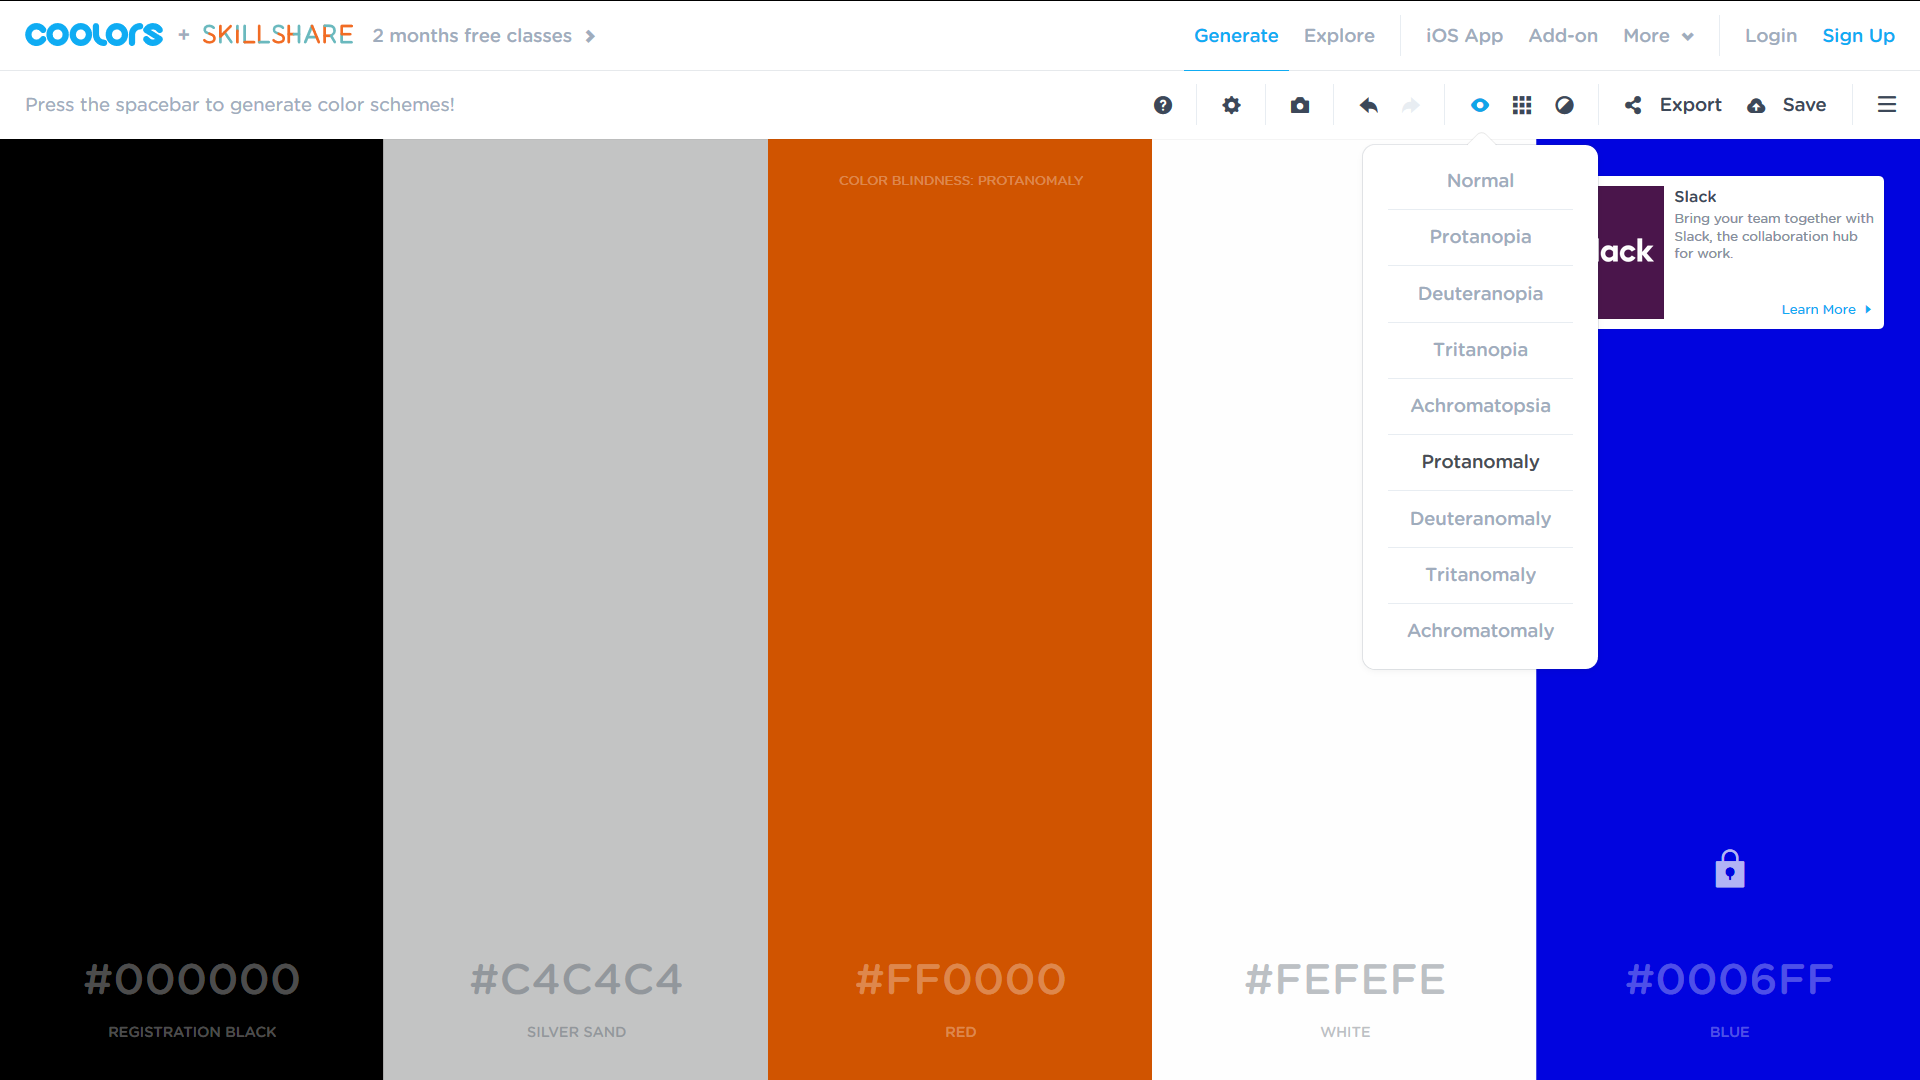 coolors + SKILLSHARE 2 months free classes
Generate Explore iOS App Add-on More Login Sign Up
Press the spacebar to generate color schemes!
Export Save
COLOR BLINDNESS: PROTANOMALY
Normal
Protanopia
Deuteranopia
Tritanopia
Achromatopsia
Protanomaly
Deuteranomaly
Tritanomaly
Achromatomaly
lack
Slack
Bring your team together with
Slack, the collaboration hub
for work.
Learn More
#000000 #C4C4C4 #FF0000 #FEFEFE #0006FF
REGISTRATION BLACK SILVER SAND RED WHITE BLUE